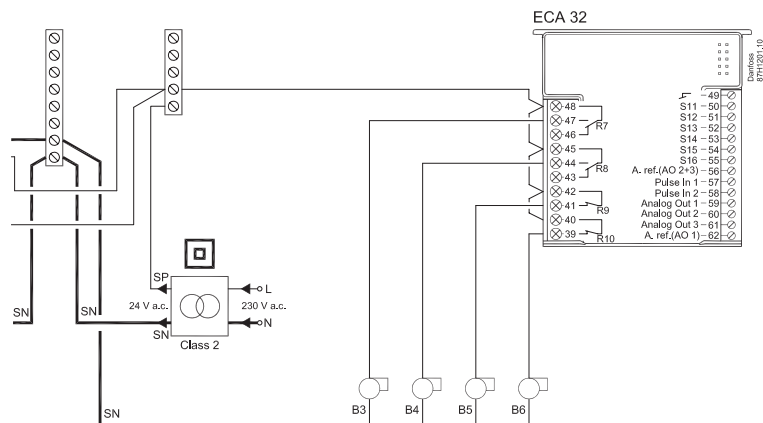 ECA 32
Danfoss
87H1201.10
48
47
46
R7
45
44
43
R8
42
41
R9
40
39
R10
49
S11 50
S12 51
S13 52
S14 53
S15 54
S16 55
A. ref.(AO 2+3) 56
Pulse In 1 57
Pulse In 2 58
Analog Out 1 59
Analog Out 2 60
Analog Out 3 61
A. ref.(AO 1) 62
SP
L
24 V a.c.
230 V a.c.
SN
SN
SN
N
Class 2
SN
B3
B4
B5
B6